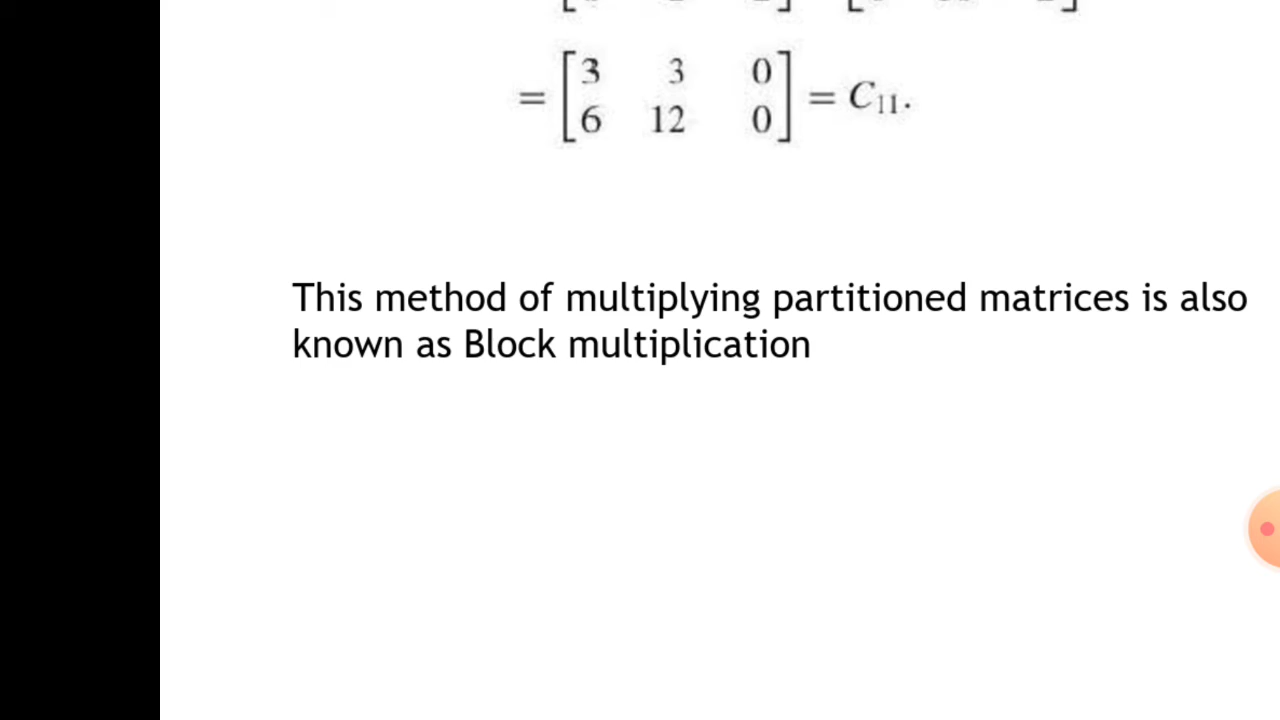 = [3 3 0
6 12 0] = C₁₁.
This method of multiplying partitioned matrices is also
known as Block multiplication